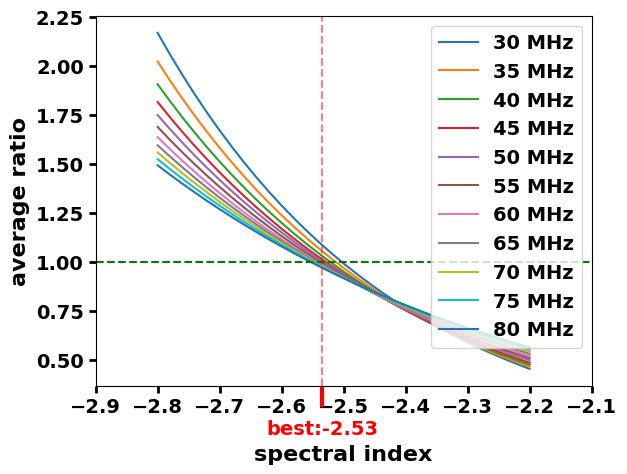 2.25
2.00
1.75
1.50
1.25
1.00
0.75
0.50
average ratio
30 MHz
35 MHz
40 MHz
45 MHz
50 MHz
55 MHz
60 MHz
65 MHz
70 MHz
75 MHz
80 MHz
−2.9 −2.8 −2.7 −2.6 −2.5 −2.4 −2.3 −2.2 −2.1
best:-2.53
spectral index